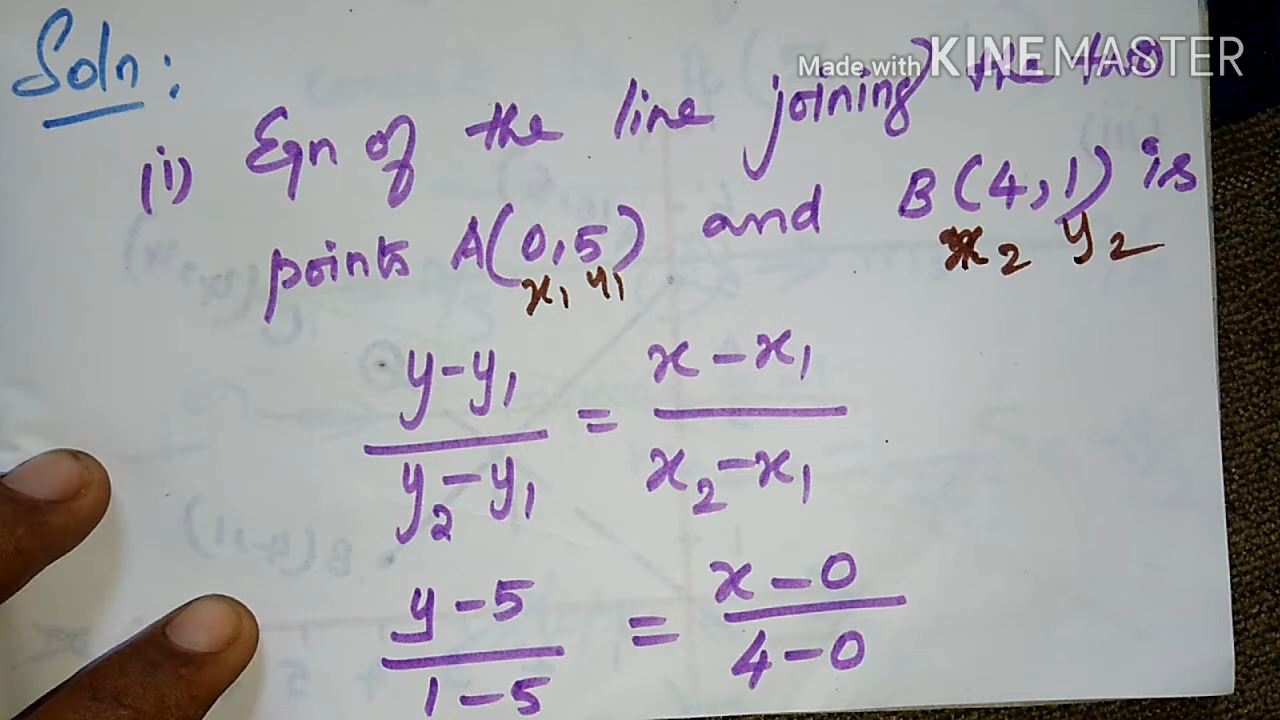 Soln:
Made with KINEMASTER
(i) Eqn of the line joining the two
points A(0,5) and B(4,1) is
x₁ y₁ x₂ y₂
y-y₁ / y₂-y₁ = x-x₁ / x₂-x₁
y-5 / 1-5 = x-0 / 4-0